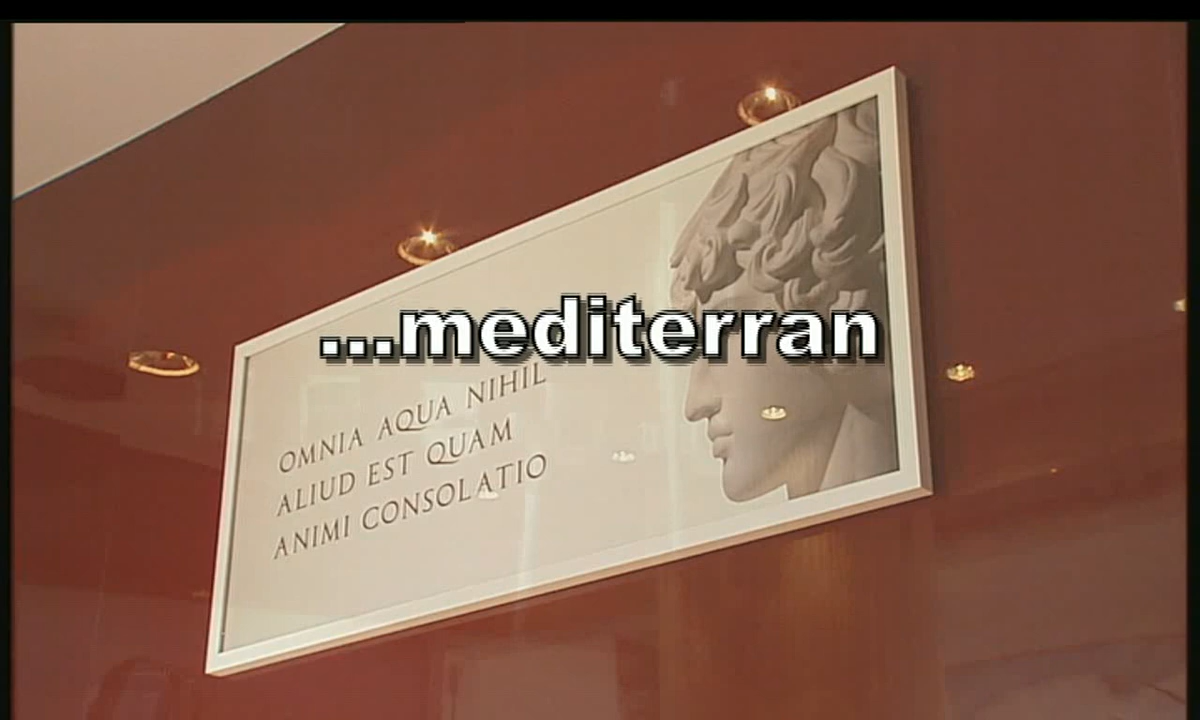 ...mediterran
OMNIA AQUA NIHIL
ALIUD EST QUAM
ANIMI CONSOLATIO